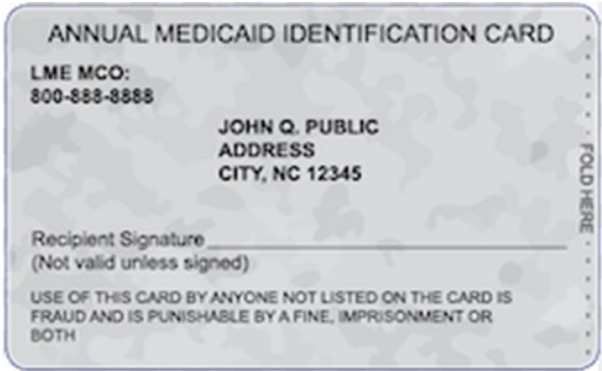 ANNUAL MEDICAID IDENTIFICATION CARD
LME MCO:
800-888-8888
JOHN Q. PUBLIC
ADDRESS
CITY, NC 12345
FOLD HERE
Recipient Signature
(Not valid unless signed)
USE OF THIS CARD BY ANYONE NOT LISTED ON THE CARD IS
FRAUD AND IS PUNISHABLE BY A FINE, IMPRISONMENT OR
BOTH